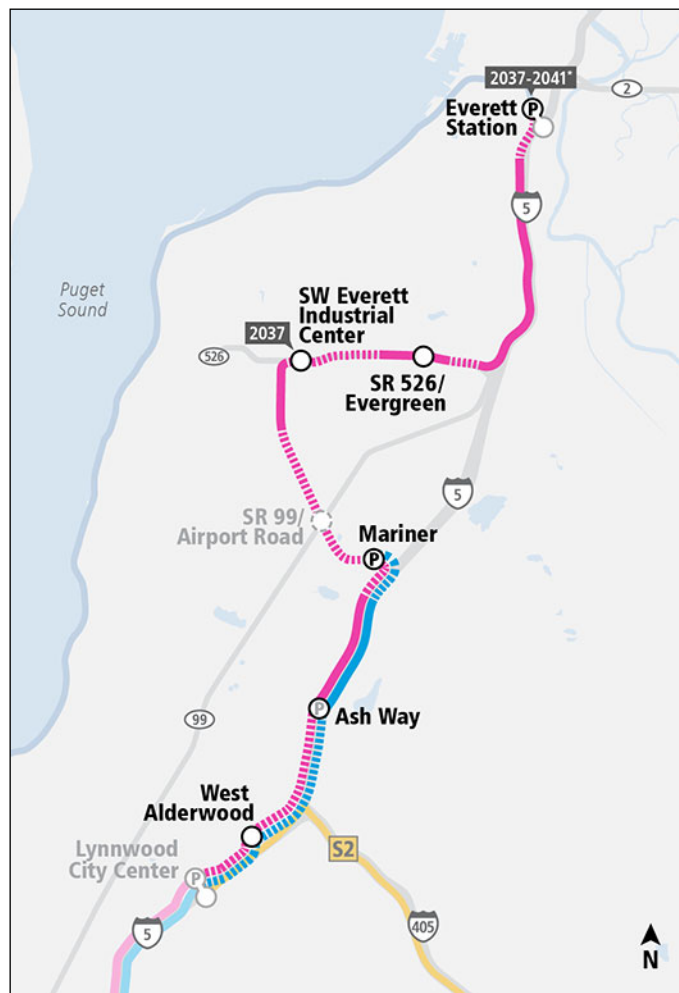 2037-2041*
2
P
Everett
Station
5
Puget
Sound
SW Everett
Industrial
Center
2037
526
SR 526/
Evergreen
5
SR 99/
Airport Road
Mariner
P
P
Ash Way
99
West
Alderwood
Lynnwood
City Center
P
S2
5
405
N